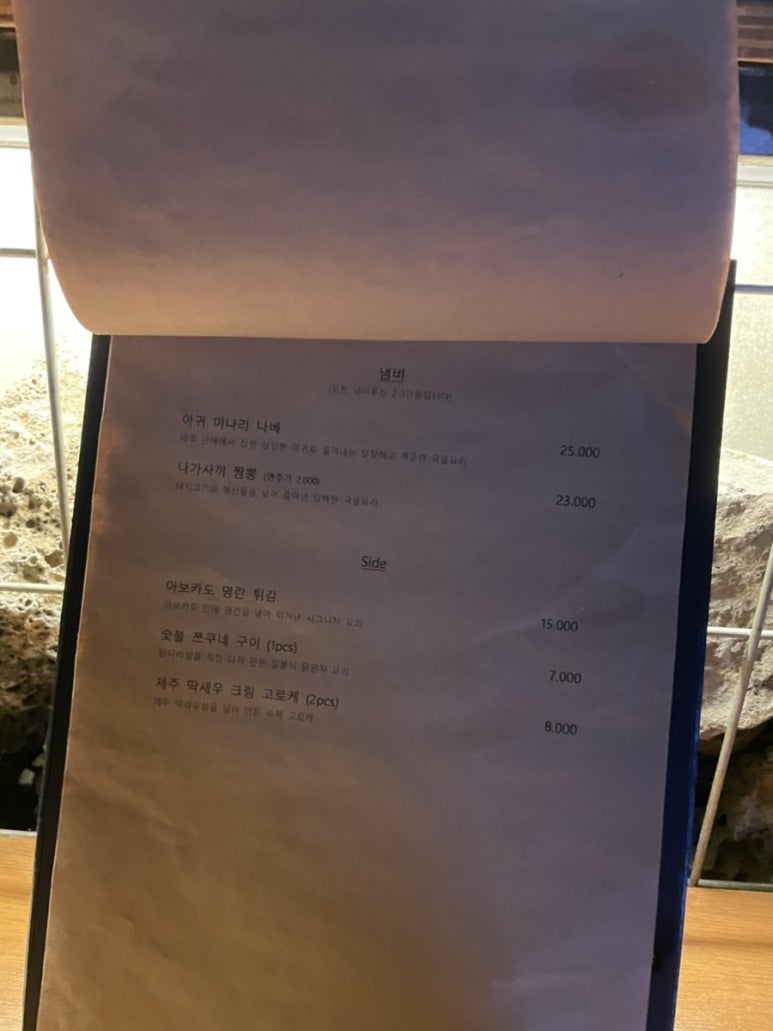 냄비
(모든 냄비류는 2-3인분입니다)
아귀 미나리 나베
제주 근해에서 잡힌 싱싱한 아귀로 끓여내는 칼칼하고 개운한 국물요리
25.000
나가사끼 짬뽕 (면추가 2.000)
돼지고기와 해산물을 넣어 끓여낸 담백한 국물요리
23.000
Side
아보카도 명란 튀김
아보카도 안에 명란을 넣어 튀겨낸 시그니처 요리
15.000
숯불 쯔쿠네 구이 (1pcs)
닭다리살을 직접 다져 만든 일본식 닭완자 요리
7.000
제주 딱새우 크림 고로케 (2pcs)
제주 딱새우살을 넣어 만든 수제 고로케
8.000